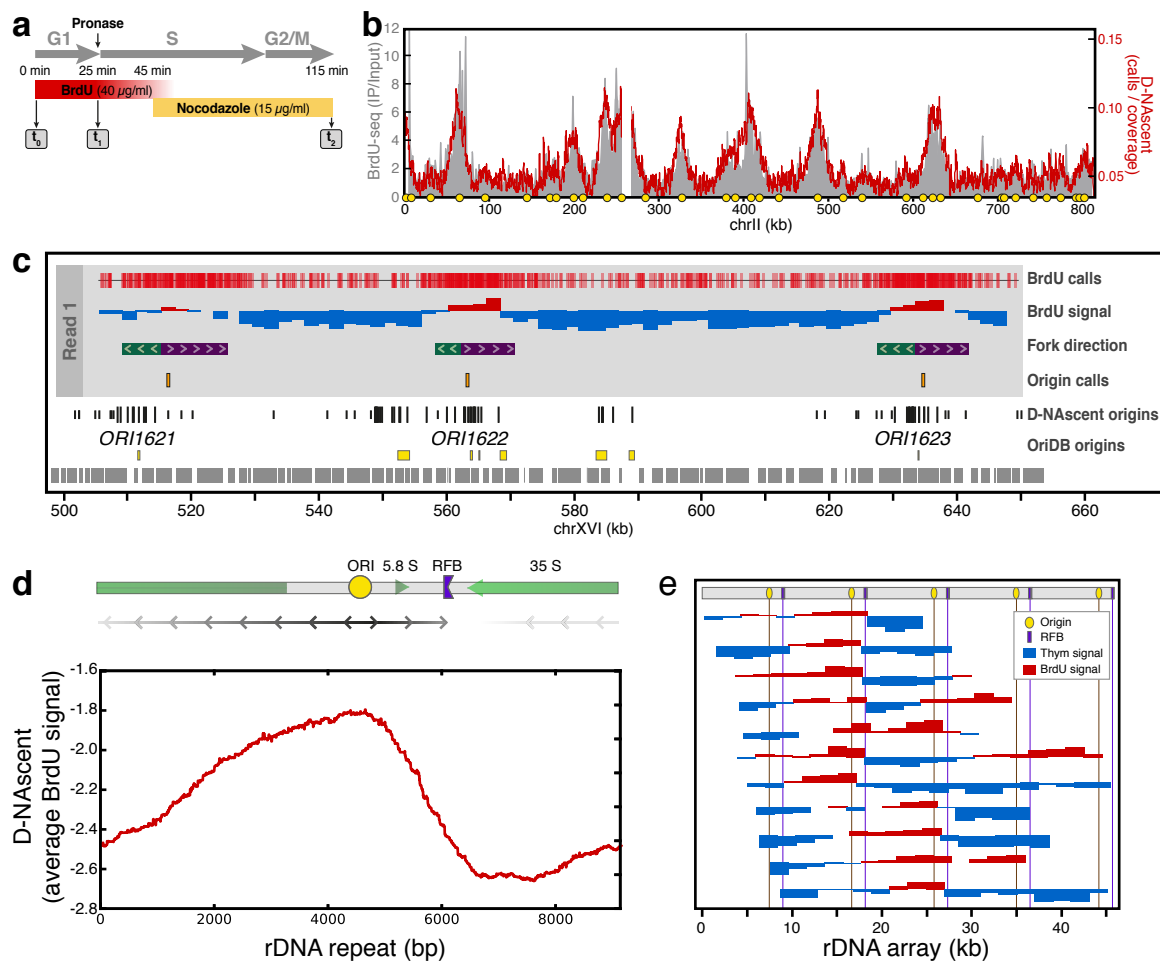 a
Pronase
G1
S
G2/M
0 min
25 min
45 min
115 min
BrdU (40 µg/ml)
Nocodazole (15 µg/ml)
t0
t1
t2
b
BrdU-seq (IP/Input)
12
10
8
6
4
2
0
0.15
0.10
0.05
D-NAscent
(calls / coverage)
0
100
200
300
400
500
600
700
800
chrII (kb)
c
Read 1
BrdU calls
BrdU signal
Fork direction
Origin calls
D-NAscent origins
ORI1621
ORI1622
ORI1623
OriDB origins
500
520
540
560
580
600
620
640
660
chrXVI (kb)
d
ORI
5.8 S
RFB
35 S
D-NAscent
(average BrdU signal)
-1.6
-2.0
-2.0
-2.4
-2.6
-2.8
0
2000
4000
6000
8000
rDNA repeat (bp)
e
Origin
RFB
Thym signal
BrdU signal
0
10
20
30
40
rDNA array (kb)